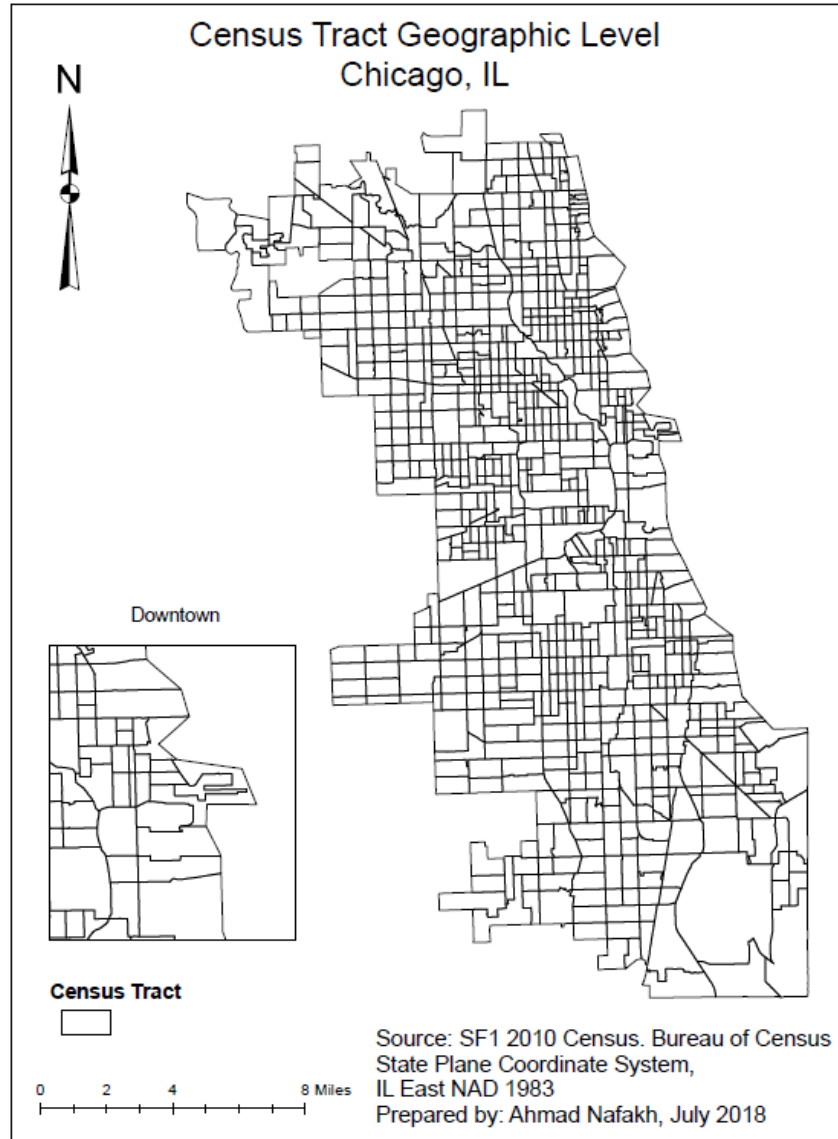 Census Tract Geographic Level
Chicago, IL
N
Downtown
Census Tract
0 2 4 8 Miles
Source: SF1 2010 Census. Bureau of Census
State Plane Coordinate System,
IL East NAD 1983
Prepared by: Ahmad Nafakh, July 2018